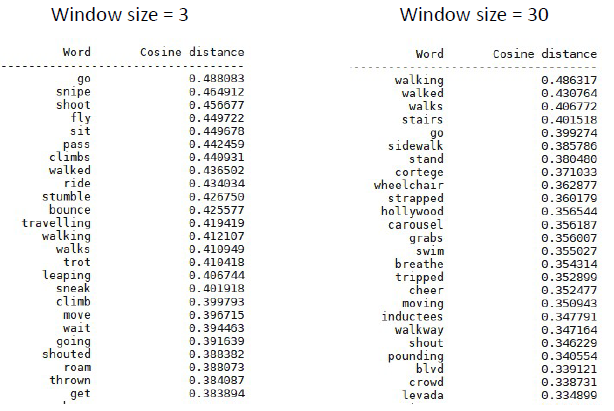 Window size = 3
Word Cosine distance
go 0.488083
snipe 0.464912
shoot 0.456677
fly 0.449722
sit 0.449678
pass 0.442459
climbs 0.440931
walked 0.436502
ride 0.434034
stumble 0.426750
bounce 0.425577
travelling 0.419419
walking 0.412107
walks 0.410949
trot 0.410418
leaping 0.406744
sneak 0.401918
climb 0.399793
move 0.396715
wait 0.394463
going 0.391639
shouted 0.388382
roam 0.388073
thrown 0.384087
get 0.383894
Window size = 30
Word Cosine distance
walking 0.486317
walked 0.430764
walks 0.406772
stairs 0.401518
go 0.399274
sidewalk 0.385786
stand 0.380480
cortege 0.371033
wheelchair 0.362877
strapped 0.360179
hollywood 0.356544
carousel 0.356187
grabs 0.356007
swim 0.355027
breathe 0.354314
tripped 0.352899
cheer 0.352477
moving 0.350943
inductees 0.347791
walkway 0.347164
shout 0.346229
pounding 0.340554
blvd 0.339121
crowd 0.338731
levada 0.334899